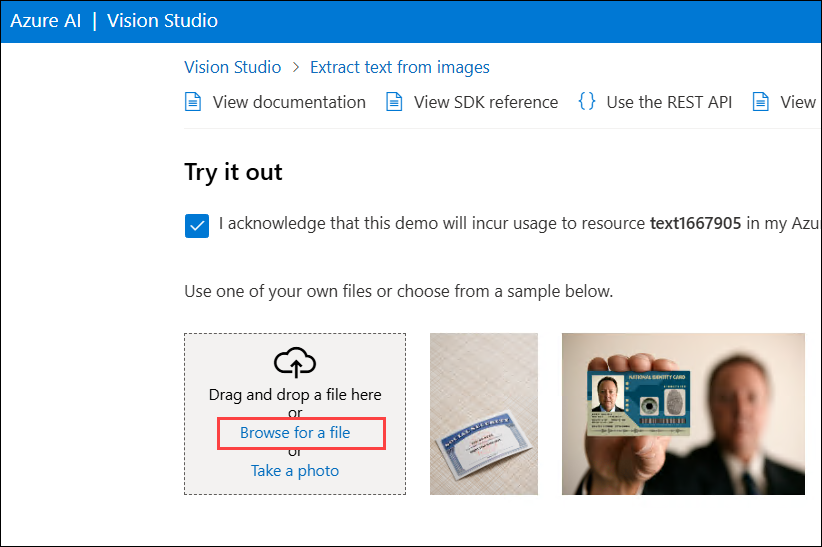 Azure AI | Vision Studio
Vision Studio > Extract text from images
View documentation View SDK reference {} Use the REST API View
Try it out
I acknowledge that this demo will incur usage to resource text1667905 in my Azu
Use one of your own files or choose from a sample below.
Drag and drop a file here
or
Browse for a file
or
Take a photo
SOCIAL SECURITY
NATIONAL IDENTITY CARD